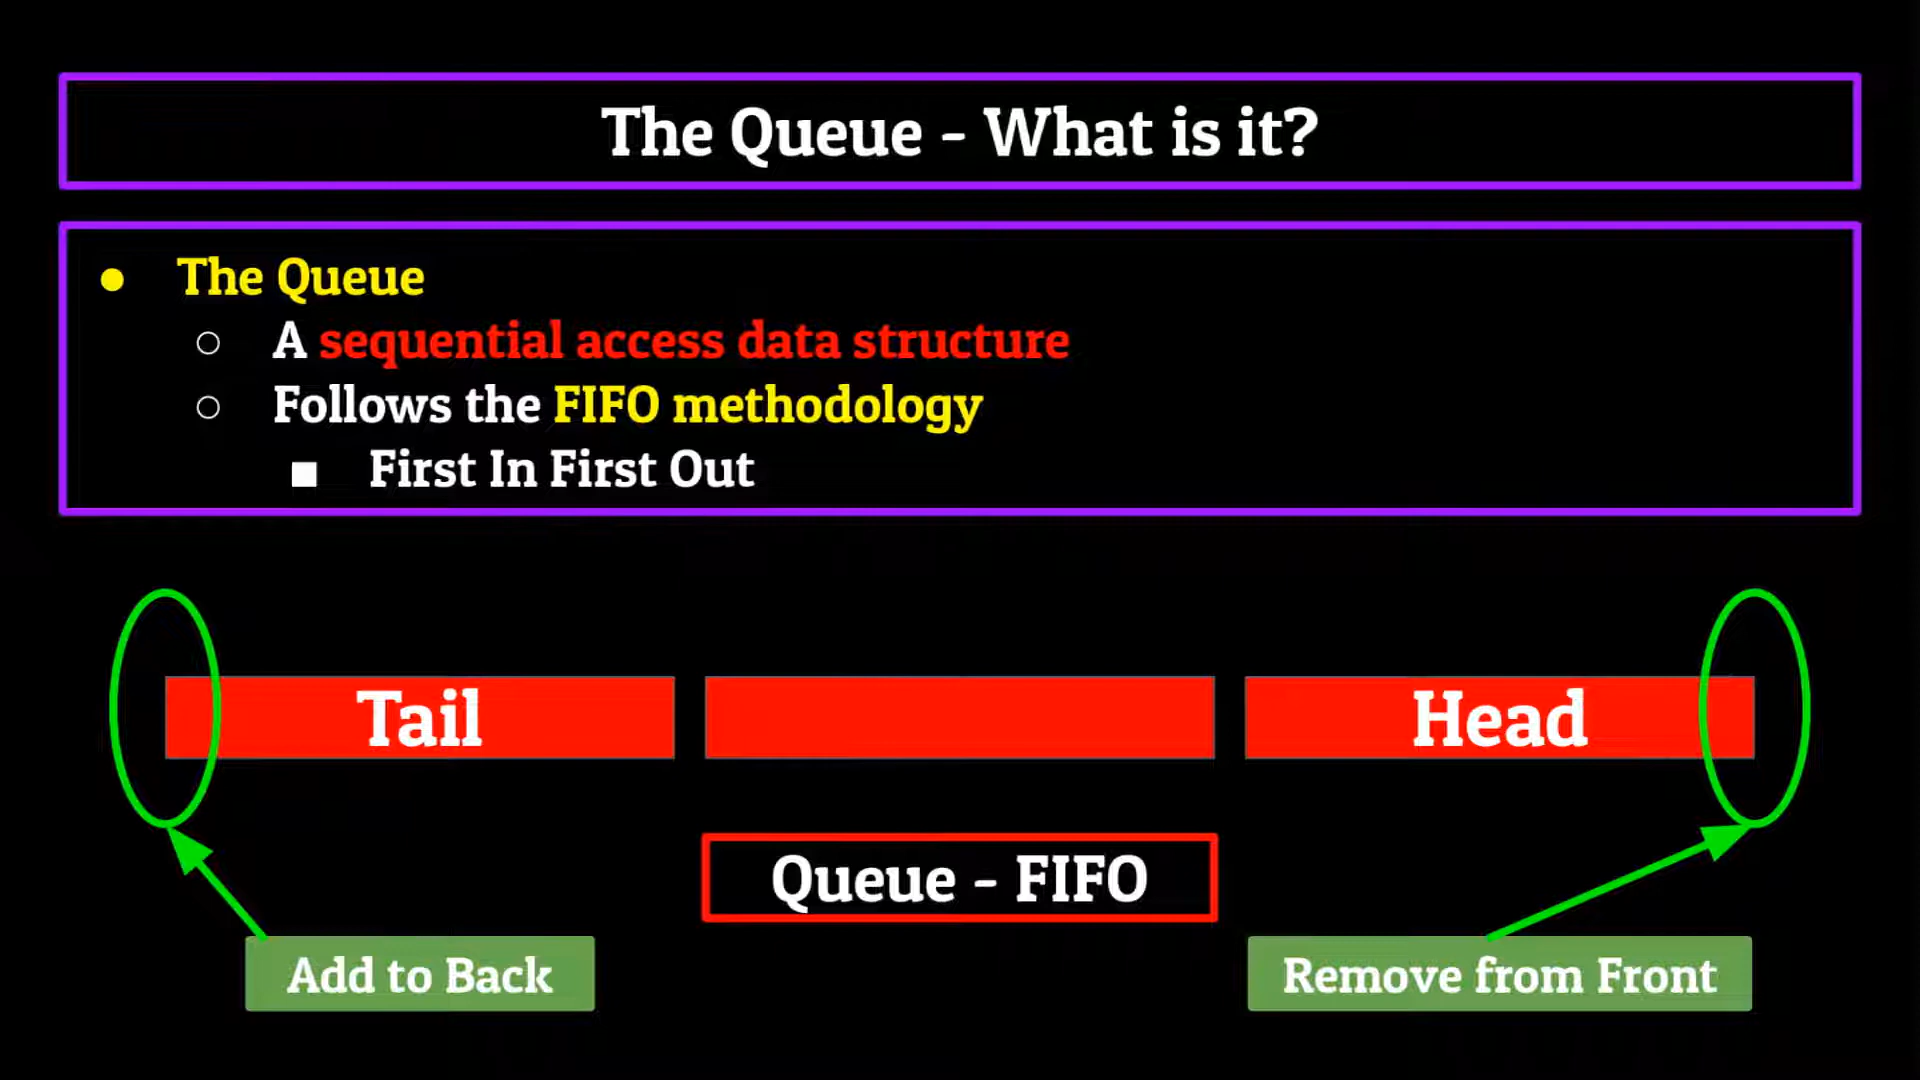 The Queue - What is it?
● The Queue
○ A sequential access data structure
○ Follows the FIFO methodology
■ First In First Out
Tail
Head
Queue - FIFO
Add to Back
Remove from Front